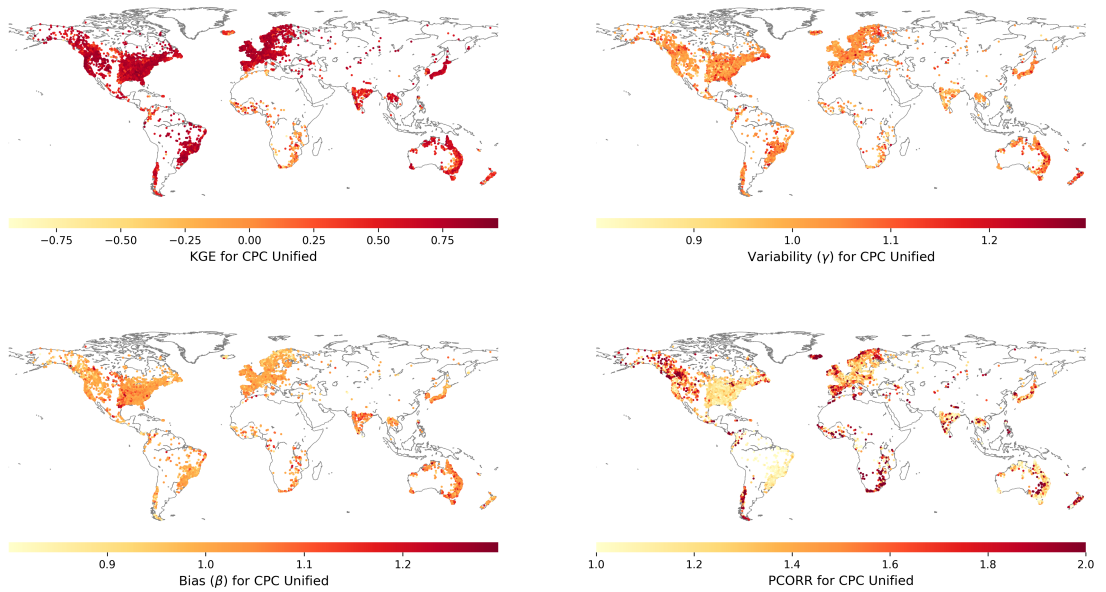 −0.75 −0.50 −0.25 0.00 0.25 0.50 0.75
KGE for CPC Unified
0.9 1.0 1.1 1.2
Variability (γ) for CPC Unified
0.9 1.0 1.1 1.2
Bias (β) for CPC Unified
1.0 1.2 1.4 1.6 1.8 2.0
PCORR for CPC Unified